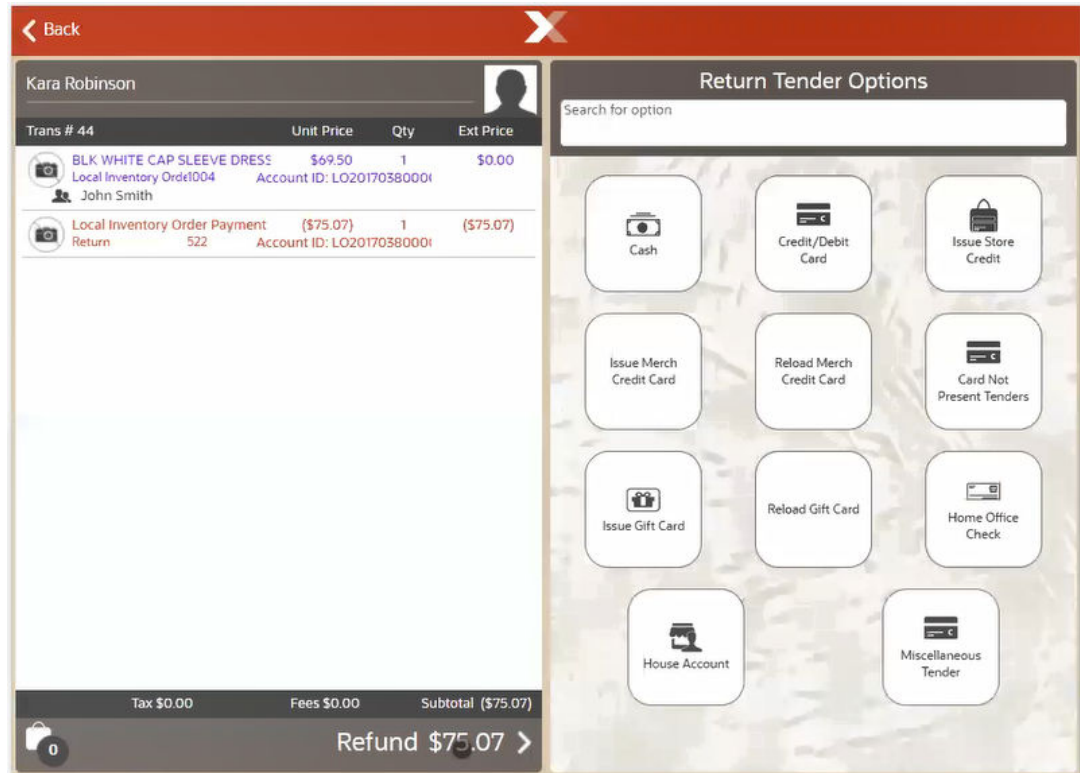 Back
Kara Robinson
Trans # 44 Unit Price Qty Ext Price
BLK WHITE CAP SLEEVE DRESS $69.50 1 $0.00
Local Inventory Orde1004 Account ID: LO2017038000
John Smith
Local Inventory Order Payment ($75.07) 1 ($75.07)
Return 522 Account ID: LO2017038000
Tax $0.00 Fees $0.00 Subtotal ($75.07)
0
Refund $75.07
Return Tender Options
Search for option
Cash
Credit/Debit
Card
Issue Store
Credit
Issue Merch
Credit Card
Reload Merch
Credit Card
Card Not
Present Tenders
Issue Gift Card
Reload Gift Card
Home Office
Check
House Account
Miscellaneous
Tender